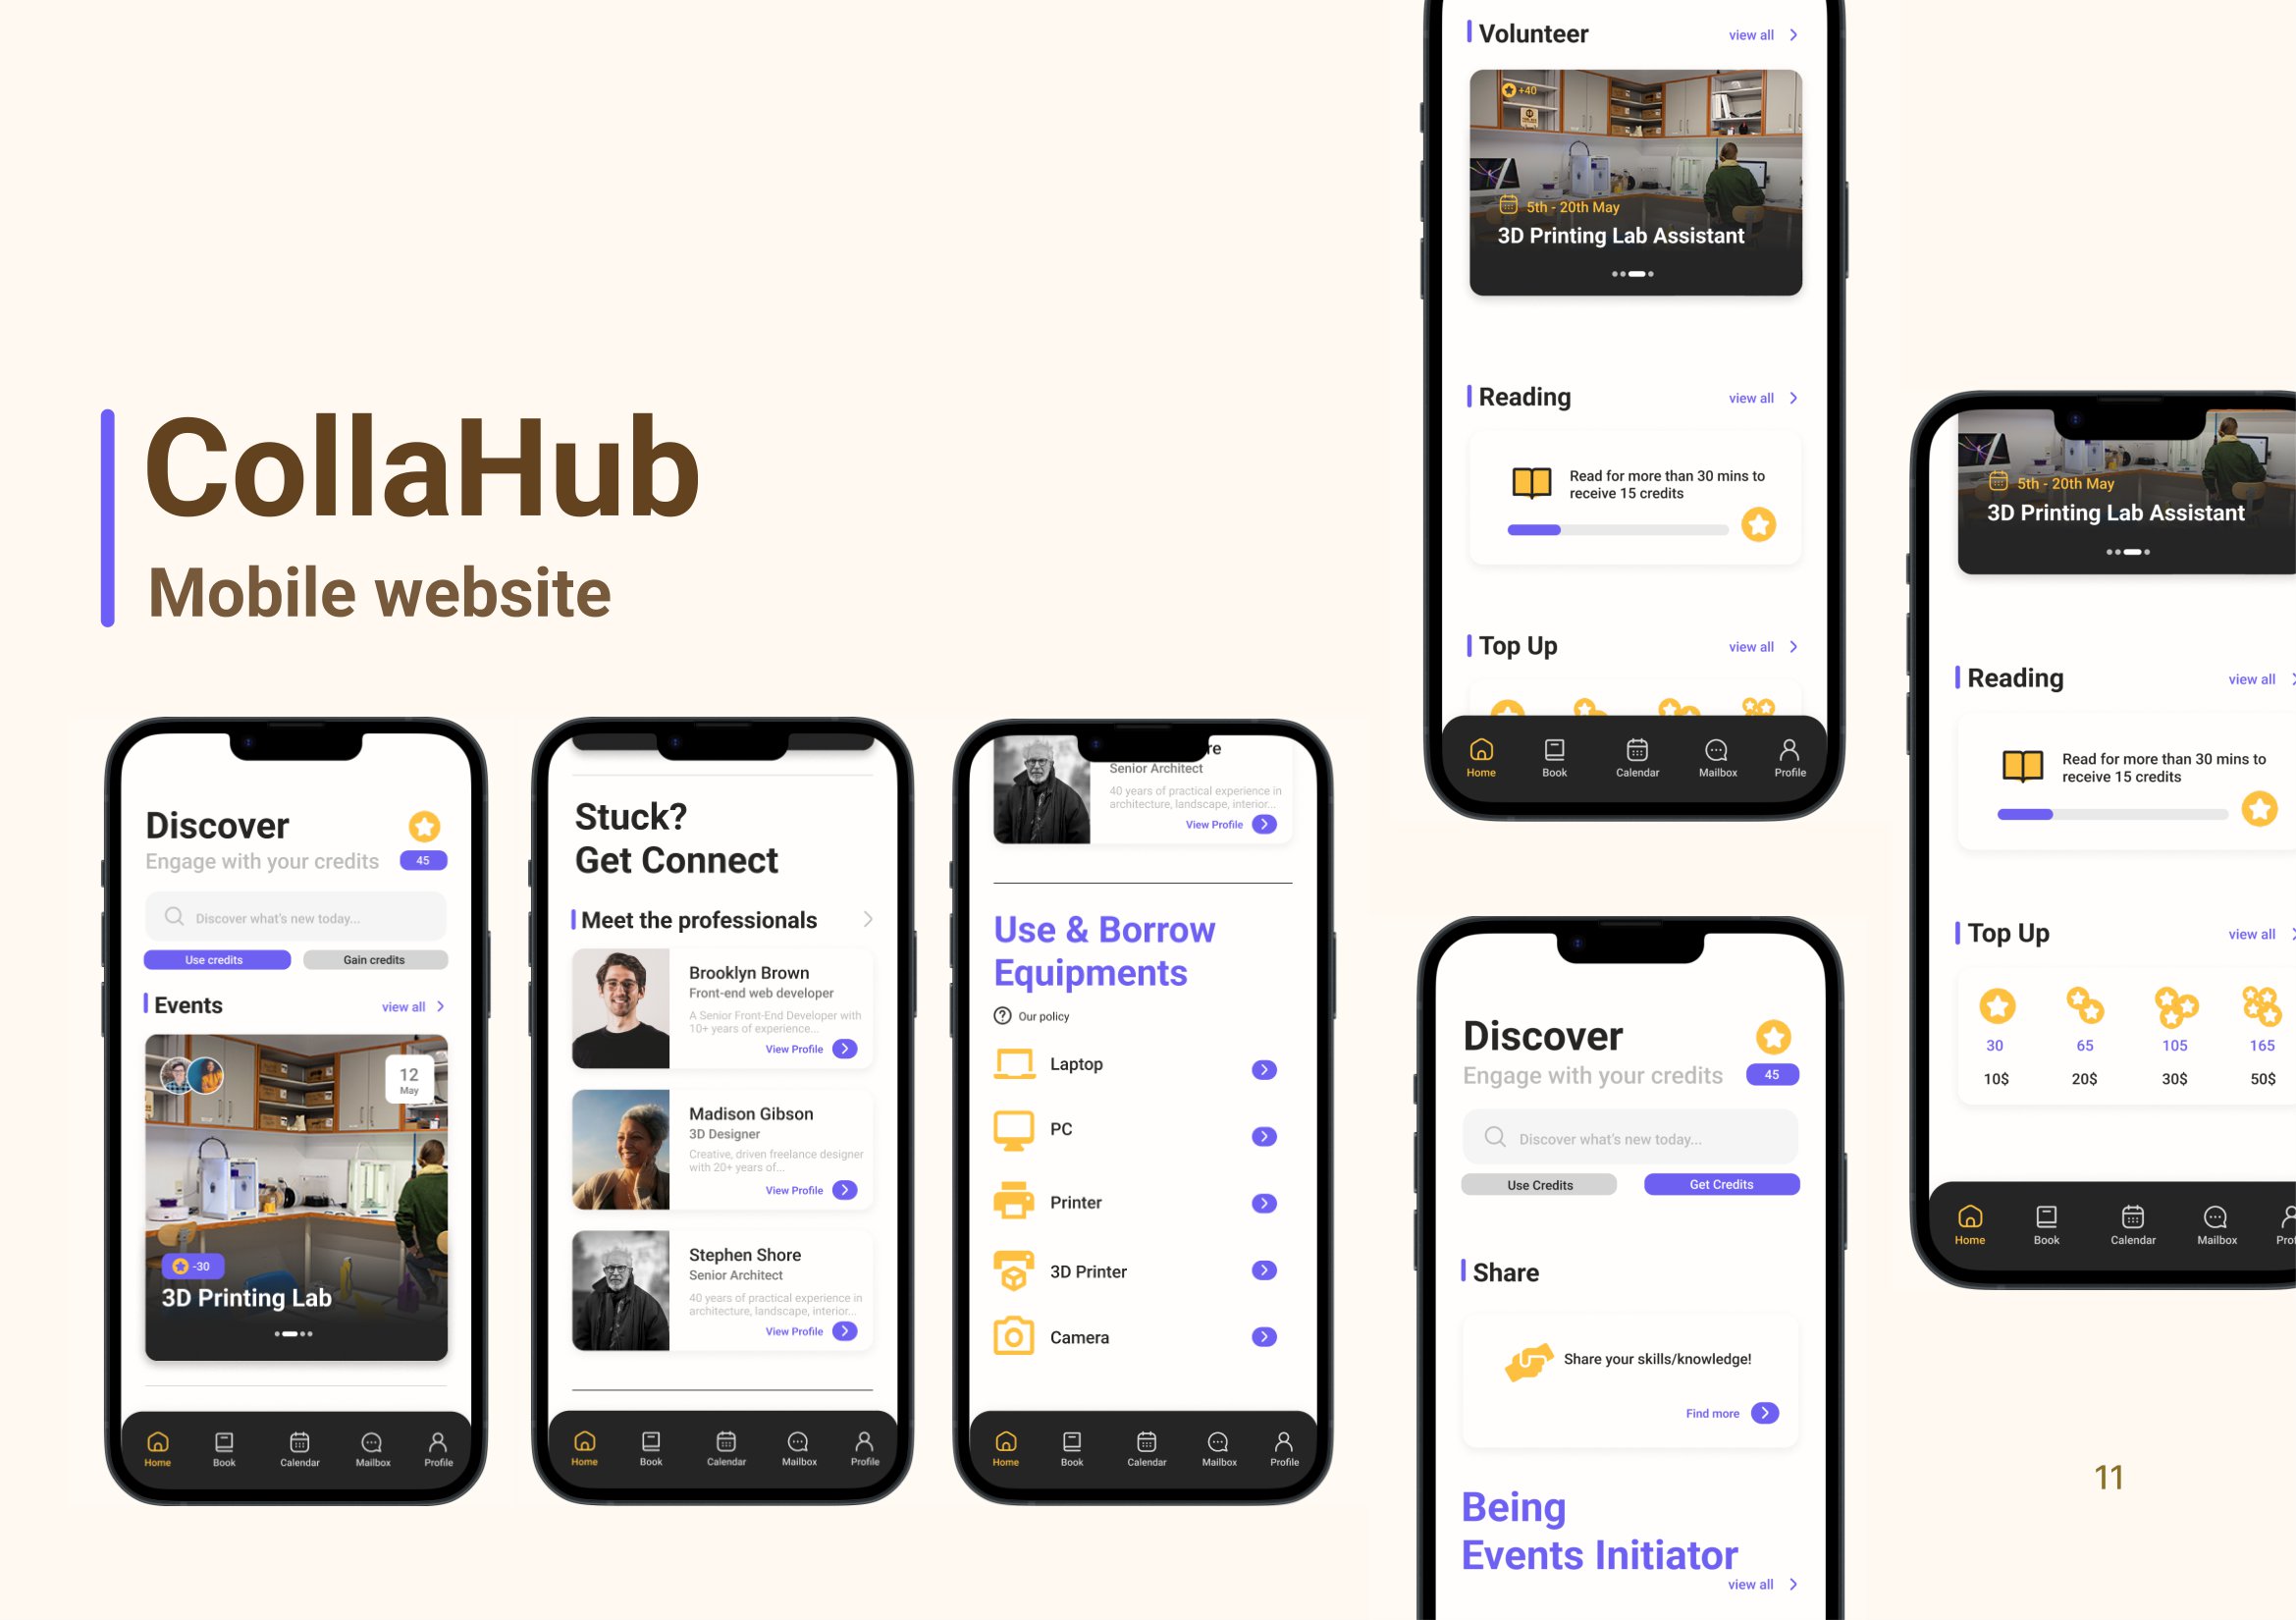 CollaHub
Mobile website
Discover
Engage with your credits
45
Discover what's new today...
Use credits
Gain credits
Events
view all
12
May
-30
3D Printing Lab
Home
Book
Calendar
Mailbox
Profile
Stuck?
Get Connect
Meet the professionals
Brooklyn Brown
Front-end web developer
A Senior Front-End Developer with
10+ years of experience...
View Profile
Madison Gibson
3D Designer
Creative, driven freelance designer
with 20+ years of...
View Profile
Stephen Shore
Senior Architect
40 years of practical experience in
architecture, landscape, interior...
View Profile
Home
Book
Calendar
Mailbox
Profile
re
Senior Architect
40 years of practical experience in
architecture, landscape, interior...
View Profile
Use & Borrow
Equipments
Our policy
Laptop
PC
Printer
3D Printer
Camera
Home
Book
Calendar
Mailbox
Profile
Volunteer
view all
+40
5th - 20th May
3D Printing Lab Assistant
Reading
view all
Read for more than 30 mins to
receive 15 credits
Top Up
view all
Home
Book
Calendar
Mailbox
Profile
Discover
Engage with your credits
45
Discover what's new today...
Use Credits
Get Credits
Share
Share your skills/knowledge!
Find more
Being
Events Initiator
view all
5th - 20th May
3D Printing Lab Assistant
Reading
view all
Read for more than 30 mins to
receive 15 credits
Top Up
view all
30
65
105
165
10$
20$
30$
50$
Home
Book
Calendar
Mailbox
Prof
11